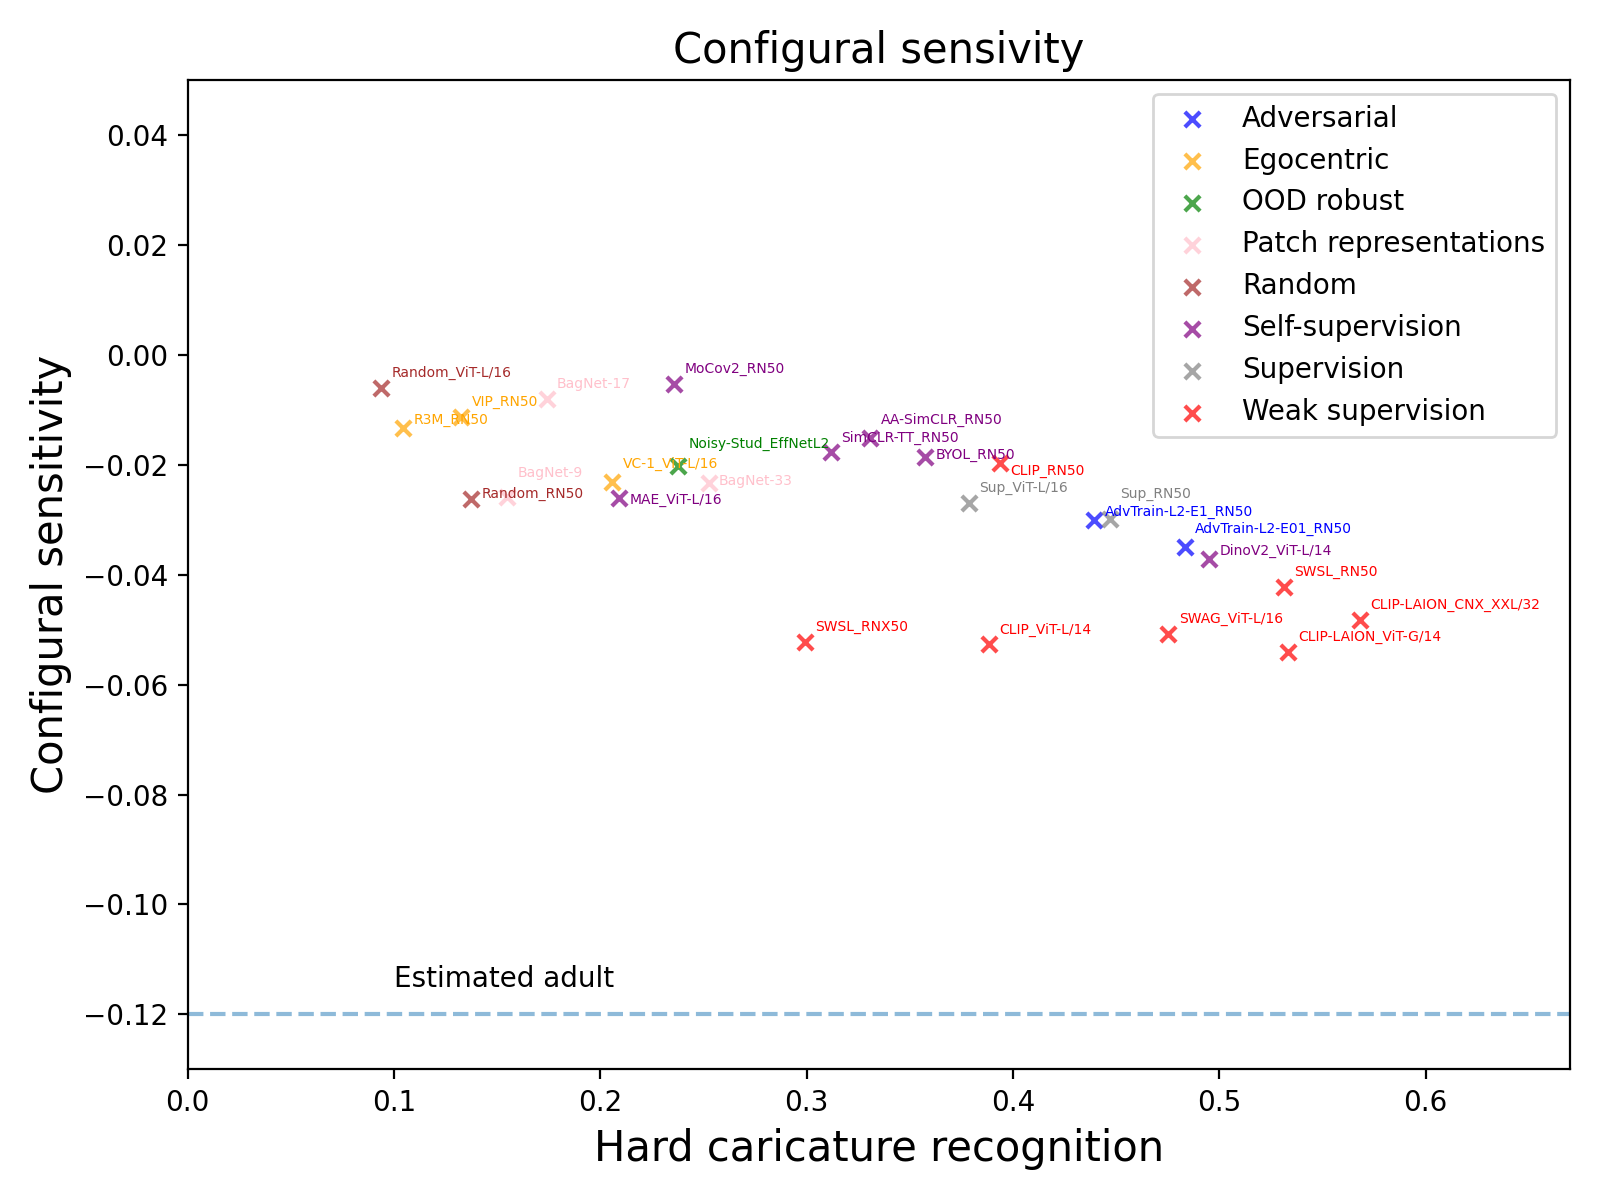 Configural sensivity
Configural sensitivity
0.04
0.02
0.00
−0.02
−0.04
−0.06
−0.08
−0.10
−0.12
Adversarial
Egocentric
OOD robust
Patch representations
Random
Self-supervision
Supervision
Weak supervision
Random_ViT-L/16
MoCov2_RN50
BagNet-17
VIP_RN50
R3M_RN50
AA-SimCLR_RN50
SimCLR-TT_RN50
Noisy-Stud_EffNetL2
BYOL_RN50
VC-1_ViT-L/16
CLIP_RN50
BagNet-9
BagNet-33
Sup_ViT-L/16
Random_RN50
MAE_ViT-L/16
Sup_RN50
AdvTrain-L2-E1_RN50
AdvTrain-L2-E01_RN50
DinoV2_ViT-L/14
SWSL_RN50
CLIP-LAION_CNX_XXL/32
SWAG_ViT-L/16
SWSL_RNX50
CLIP_ViT-L/14
CLIP-LAION_ViT-G/14
Estimated adult
0.0 0.1 0.2 0.3 0.4 0.5 0.6
Hard caricature recognition